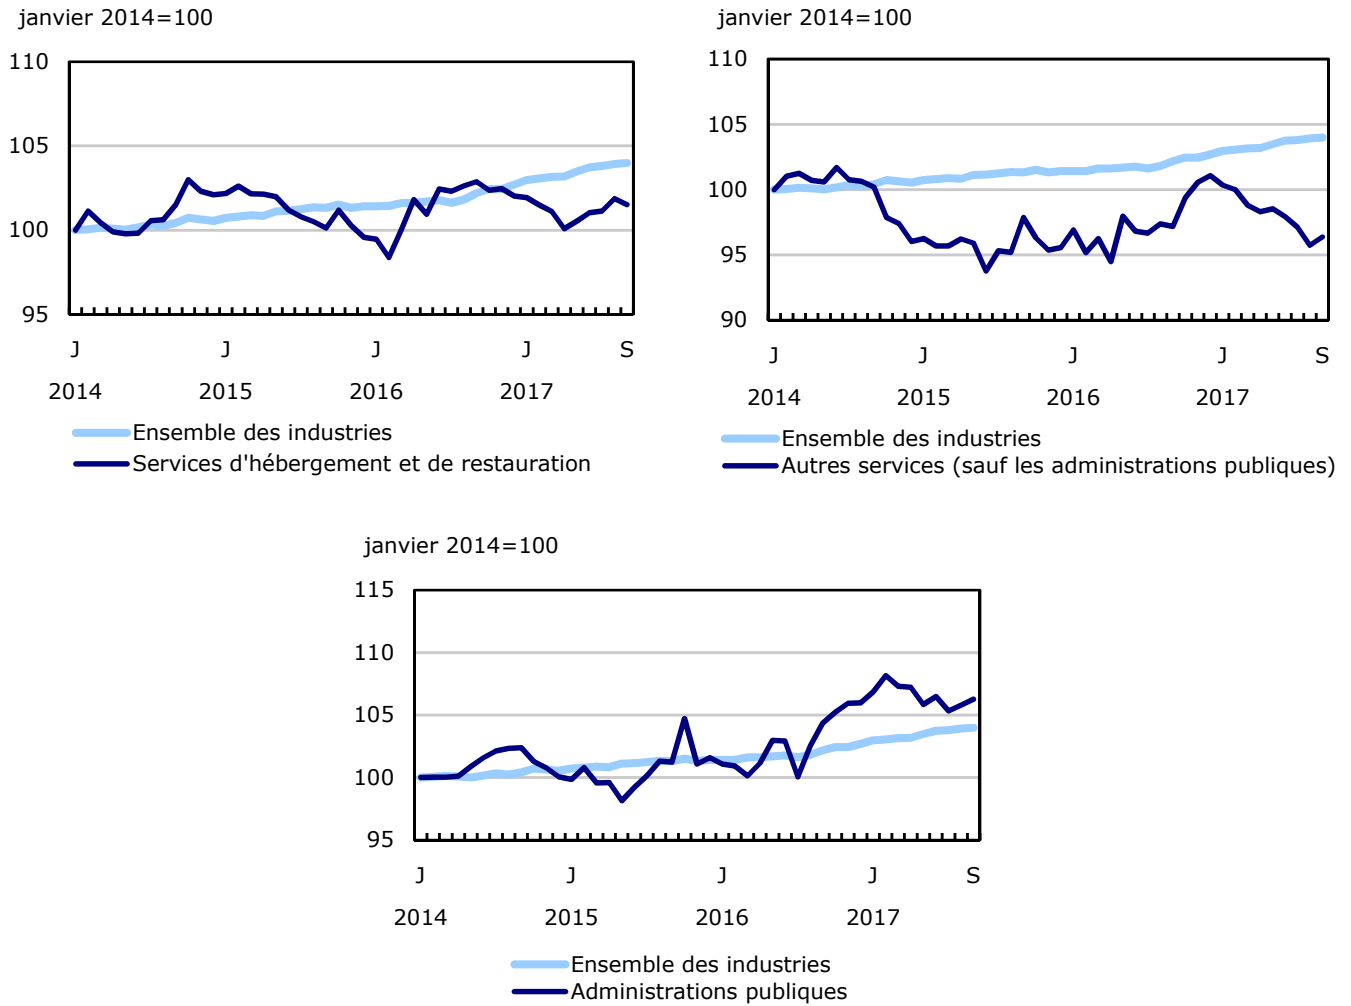 janvier 2014=100
110
105
100
95
J J J J S
2014 2015 2016 2017
Ensemble des industries
Services d'hébergement et de restauration
janvier 2014=100
110
105
100
95
90
J J J J S
2014 2015 2016 2017
Ensemble des industries
Autres services (sauf les administrations publiques)
janvier 2014=100
115
110
105
100
95
J J J J S
2014 2015 2016 2017
Ensemble des industries
Administrations publiques